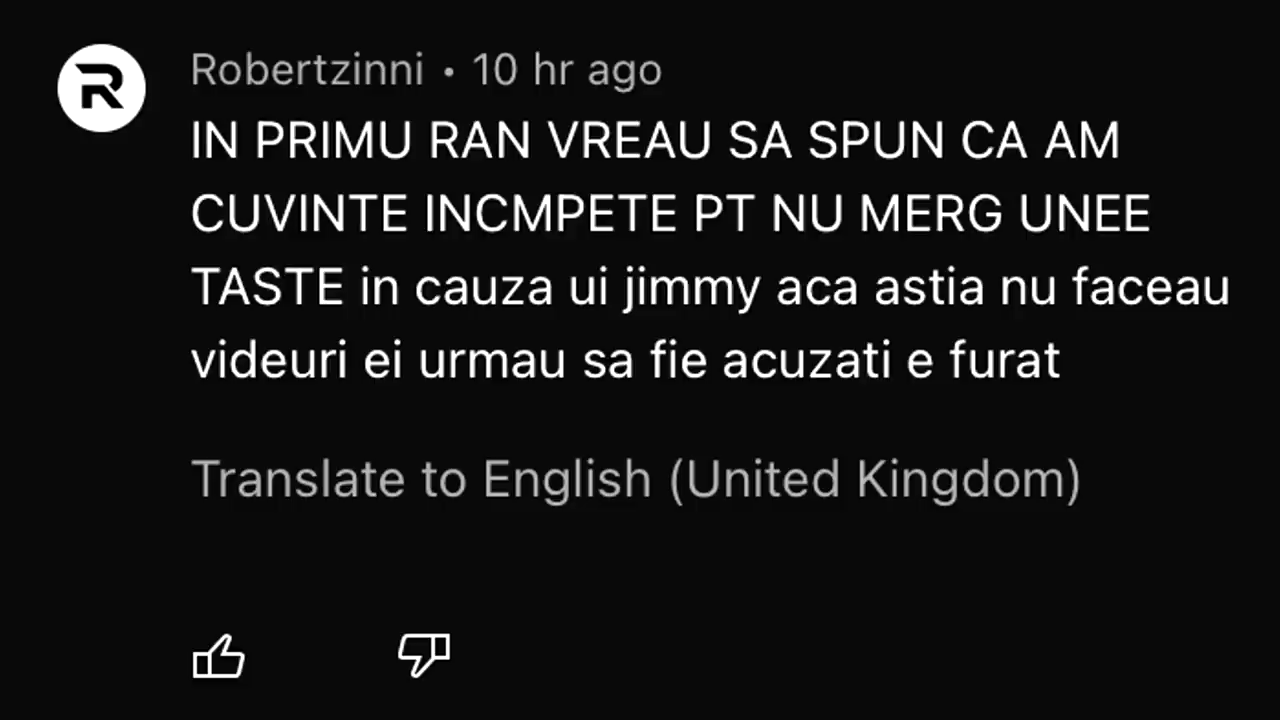 Robertzinni • 10 hr ago
IN PRIMU RAN VREAU SA SPUN CA AM
CUVINTE INCMPETE PT NU MERG UNEE
TASTE in cauza ui jimmy aca astia nu faceau
videuri ei urmau sa fie acuzati e furat
Translate to English (United Kingdom)